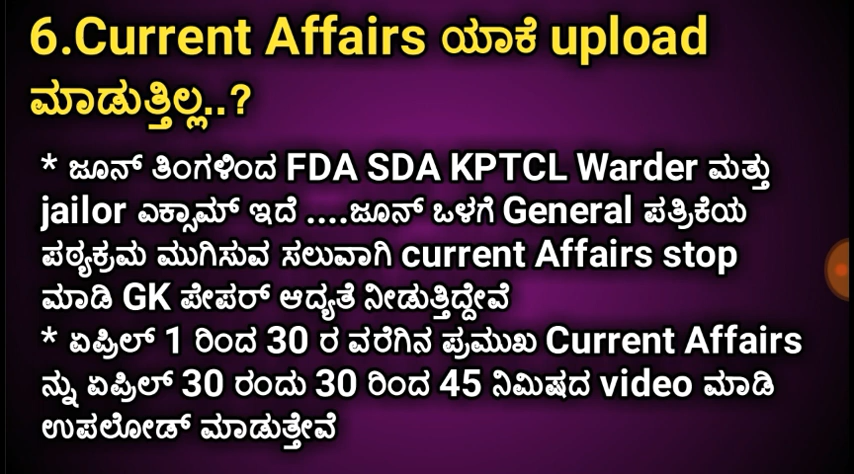 6.Current Affairs ಯಾಕೆ upload
ಮಾಡುತ್ತಿಲ್ಲ..?
* ಜೂನ್ ತಿಂಗಳಿಂದ FDA SDA KPTCL Warder ಮತ್ತು
jailor ಎಕ್ಸಾಮ್ ಇದೆ ....ಜೂನ್ ಒಳಗೆ General ಪತ್ರಿಕೆಯ
ಪಠ್ಯಕ್ರಮ ಮುಗಿಸುವ ಸಲುವಾಗಿ current Affairs stop
ಮಾಡಿ GK ಪೇಪರ್ ಆದ್ಯತೆ ನೀಡುತ್ತಿದ್ದೇವೆ
* ಏಪ್ರಿಲ್ 1 ರಿಂದ 30 ರ ವರೆಗಿನ ಪ್ರಮುಖ Current Affairs
ನ್ನು ಏಪ್ರಿಲ್ 30 ರಂದು 30 ರಿಂದ 45 ನಿಮಿಷದ video ಮಾಡಿ
ಉಪಲೋಡ್ ಮಾಡುತ್ತೇವೆ